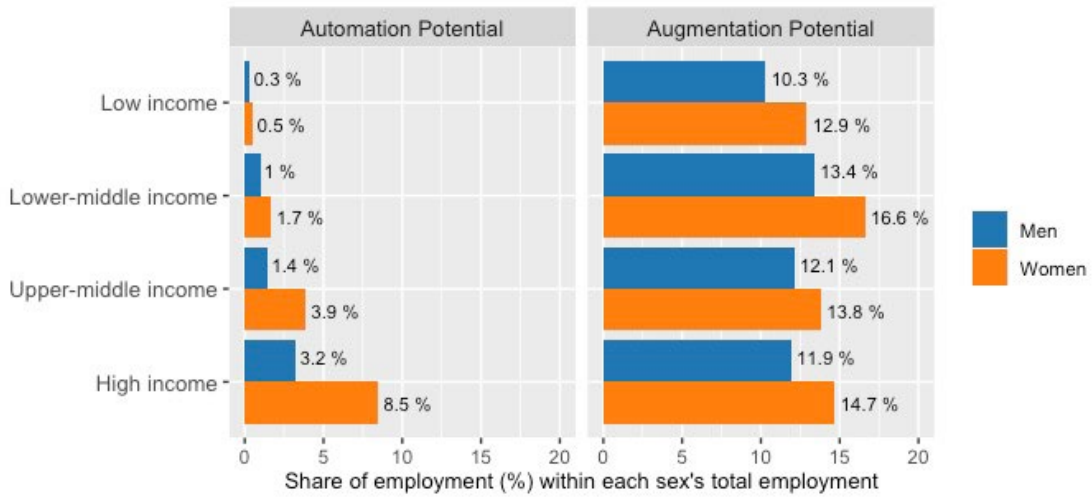 Automation Potential
Augmentation Potential
Low income
0.3 %
0.5 %
10.3 %
12.9 %
Lower-middle income
1 %
1.7 %
13.4 %
16.6 %
Upper-middle income
1.4 %
3.9 %
12.1 %
13.8 %
High income
3.2 %
8.5 %
11.9 %
14.7 %
0 5 10 15 20
0 5 10 15 20
Share of employment (%) within each sex's total employment
Men
Women